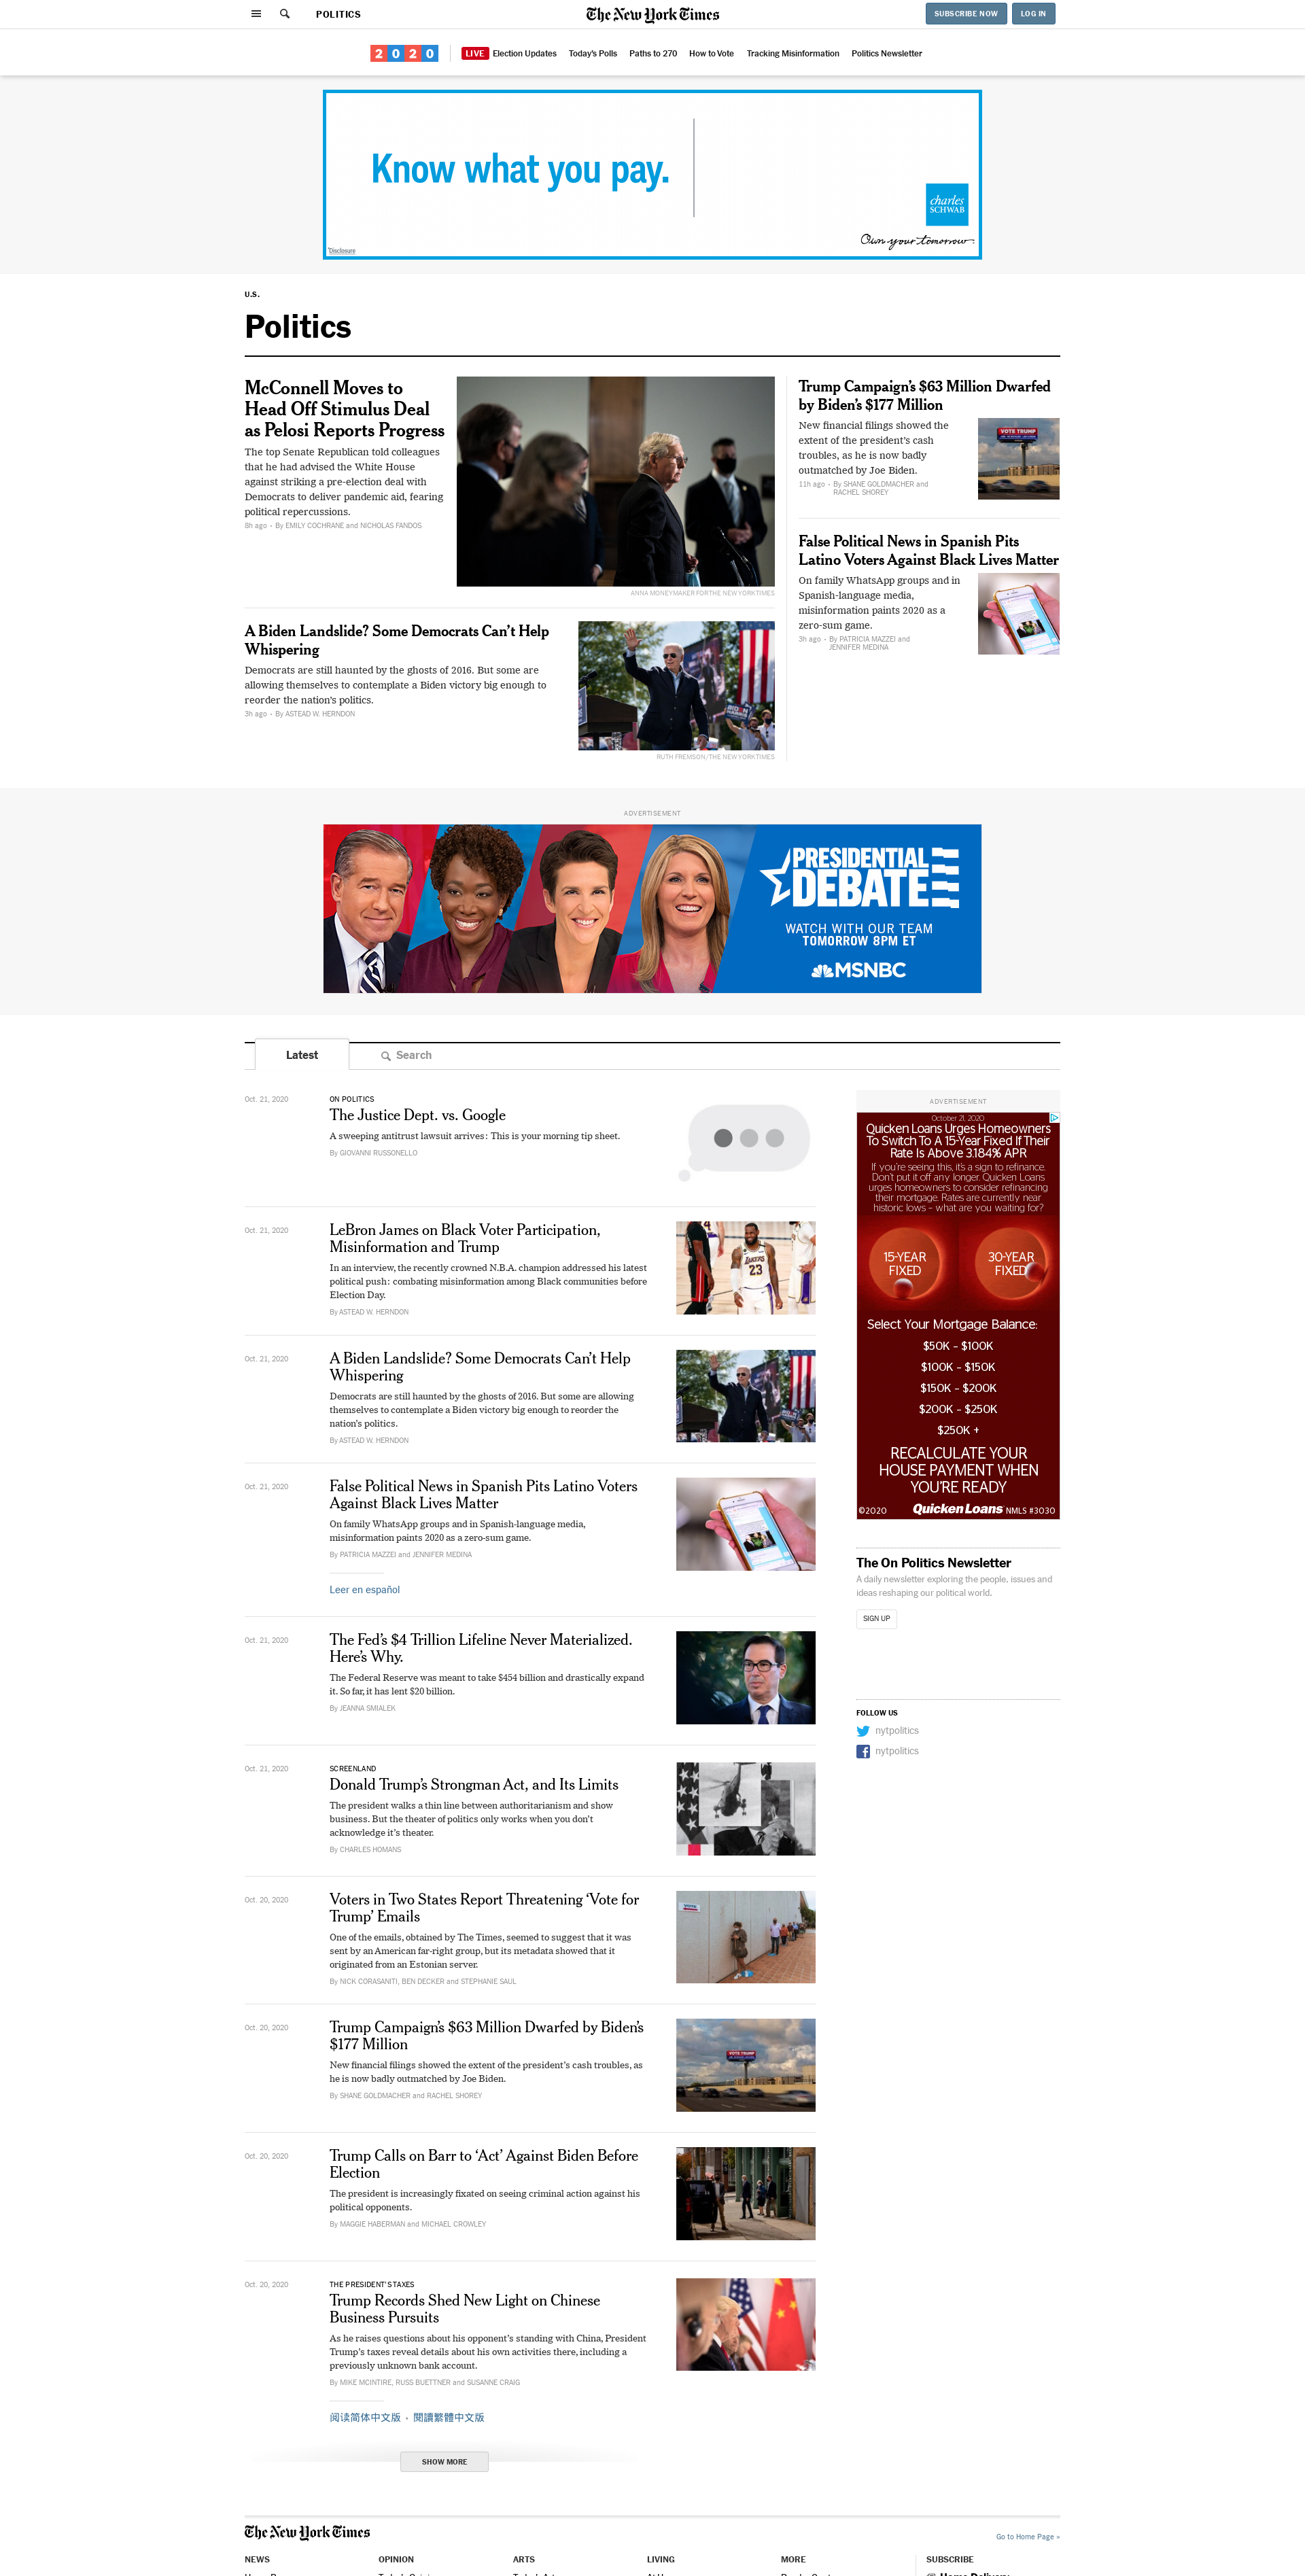 POLITICS
The New York Times
SUBSCRIBE NOW
LOG IN
2020
LIVE Election Updates
Today's Polls
Paths to 270
How to Vote
Tracking Misinformation
Politics Newsletter
Know what you pay.
charles
SCHWAB
Own your tomorrow
*Disclosure
U.S.
Politics
McConnell Moves to
Head Off Stimulus Deal
as Pelosi Reports Progress
The top Senate Republican told colleagues
that he had advised the White House
against striking a pre-election deal with
Democrats to deliver pandemic aid, fearing
political repercussions.
8h ago • By EMILY COCHRANE and NICHOLAS FANDOS
ANNA MONEYMAKER FOR THE NEW YORK TIMES
A Biden Landslide? Some Democrats Can't Help
Whispering
Democrats are still haunted by the ghosts of 2016. But some are
allowing themselves to contemplate a Biden victory big enough to
reorder the nation's politics.
3h ago • By ASTEAD W. HERNDON
RUTH FREMSON/THE NEW YORK TIMES
Trump Campaign's $63 Million Dwarfed
by Biden's $177 Million
New financial filings showed the
extent of the president's cash
troubles, as he is now badly
outmatched by Joe Biden.
11h ago • By SHANE GOLDMACHER and
RACHEL SHOREY
VOTE TRUMP
False Political News in Spanish Pits
Latino Voters Against Black Lives Matter
On family WhatsApp groups and in
Spanish-language media,
misinformation paints 2020 as a
zero-sum game.
3h ago • By PATRICIA MAZZEI and
JENNIFER MEDINA
ADVERTISEMENT
PRESIDENTIAL
DEBATE
WATCH WITH OUR TEAM
TOMORROW 8PM ET
MSNBC
Latest
Search
Oct. 21, 2020
ON POLITICS
The Justice Dept. vs. Google
A sweeping antitrust lawsuit arrives: This is your morning tip sheet.
By GIOVANNI RUSSONELLO
Oct. 21, 2020
LeBron James on Black Voter Participation,
Misinformation and Trump
In an interview, the recently crowned N.B.A. champion addressed his latest
political push: combating misinformation among Black communities before
Election Day.
By ASTEAD W. HERNDON
LAKERS
23
Oct. 21, 2020
A Biden Landslide? Some Democrats Can't Help
Whispering
Democrats are still haunted by the ghosts of 2016. But some are allowing
themselves to contemplate a Biden victory big enough to reorder the
nation's politics.
By ASTEAD W. HERNDON
Oct. 21, 2020
False Political News in Spanish Pits Latino Voters
Against Black Lives Matter
On family WhatsApp groups and in Spanish-language media,
misinformation paints 2020 as a zero-sum game.
By PATRICIA MAZZEI and JENNIFER MEDINA
Leer en español
Oct. 21, 2020
The Fed's $4 Trillion Lifeline Never Materialized.
Here's Why.
The Federal Reserve was meant to take $454 billion and drastically expand
it. So far, it has lent $20 billion.
By JEANNA SMIALEK
Oct. 21, 2020
SCREENLAND
Donald Trump's Strongman Act, and Its Limits
The president walks a thin line between authoritarianism and show
business. But the theater of politics only works when you don't
acknowledge it's theater.
By CHARLES HOMANS
Oct. 20, 2020
Voters in Two States Report Threatening ‘Vote for
Trump’ Emails
One of the emails, obtained by The Times, seemed to suggest that it was
sent by an American far-right group, but its metadata showed that it
originated from an Estonian server.
By NICK CORASANITI, BEN DECKER and STEPHANIE SAUL
VOTE
Oct. 20, 2020
Trump Campaign's $63 Million Dwarfed by Biden's
$177 Million
New financial filings showed the extent of the president's cash troubles, as
he is now badly outmatched by Joe Biden.
By SHANE GOLDMACHER and RACHEL SHOREY
VOTE TRUMP
Oct. 20, 2020
Trump Calls on Barr to ‘Act’ Against Biden Before
Election
The president is increasingly fixated on seeing criminal action against his
political opponents.
By MAGGIE HABERMAN and MICHAEL CROWLEY
Oct. 20, 2020
THE PRESIDENT'S TAXES
Trump Records Shed New Light on Chinese
Business Pursuits
As he raises questions about his opponent's standing with China, President
Trump's taxes reveal details about his own activities there, including a
previously unknown bank account.
By MIKE MCINTIRE, RUSS BUETTNER and SUSANNE CRAIG
阅读简体中文版 • 閱讀繁體中文版
SHOW MORE
ADVERTISEMENT
October 21, 2020
Quicken Loans Urges Homeowners
To Switch To A 15-Year Fixed If Their
Rate Is Above 3.184% APR
If you're seeing this, it's a sign to refinance.
Don't put it off any longer. Quicken Loans
urges homeowners to consider refinancing
their mortgage. Rates are currently near
historic lows - what are you waiting for?
15-YEAR
FIXED
30-YEAR
FIXED
Select Your Mortgage Balance:
$50K - $100K
$100K - $150K
$150K - $200K
$200K - $250K
$250K +
RECALCULATE YOUR
HOUSE PAYMENT WHEN
YOU'RE READY
©2020 Quicken Loans NMLS #3030
The On Politics Newsletter
A daily newsletter exploring the people, issues and
ideas reshaping our political world.
SIGN UP
FOLLOW US
nytpolitics
nytpolitics
The New York Times
Go to Home Page »
NEWS
OPINION
ARTS
LIVING
MORE
SUBSCRIBE